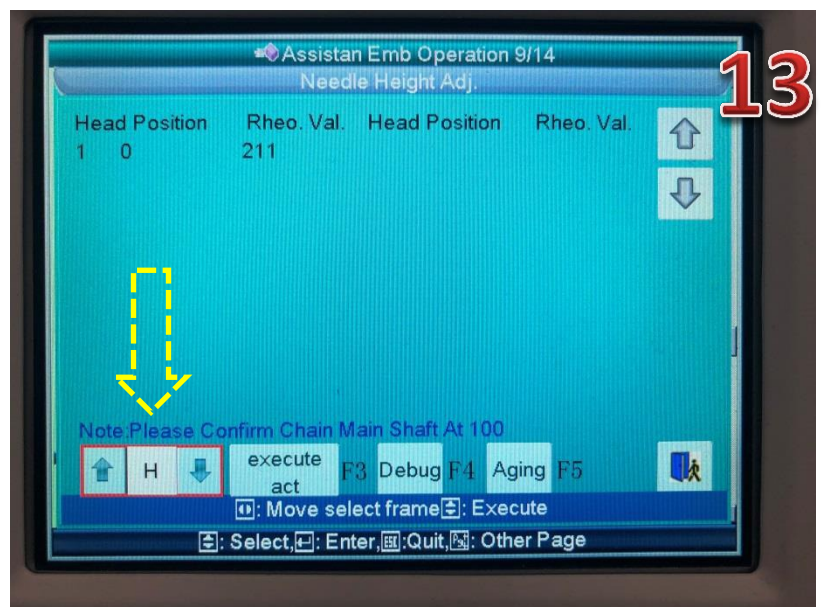 Assistan Emb Operation 9/14
13
Needle Height Adj.
Head Position Rheo. Val. Head Position Rheo. Val.
1 0 211
Note:Please Confirm Chain Main Shaft At 100
H execute act F3 Debug F4 Aging F5
: Move select frame : Execute
: Select, : Enter, ESC :Quit, : Other Page